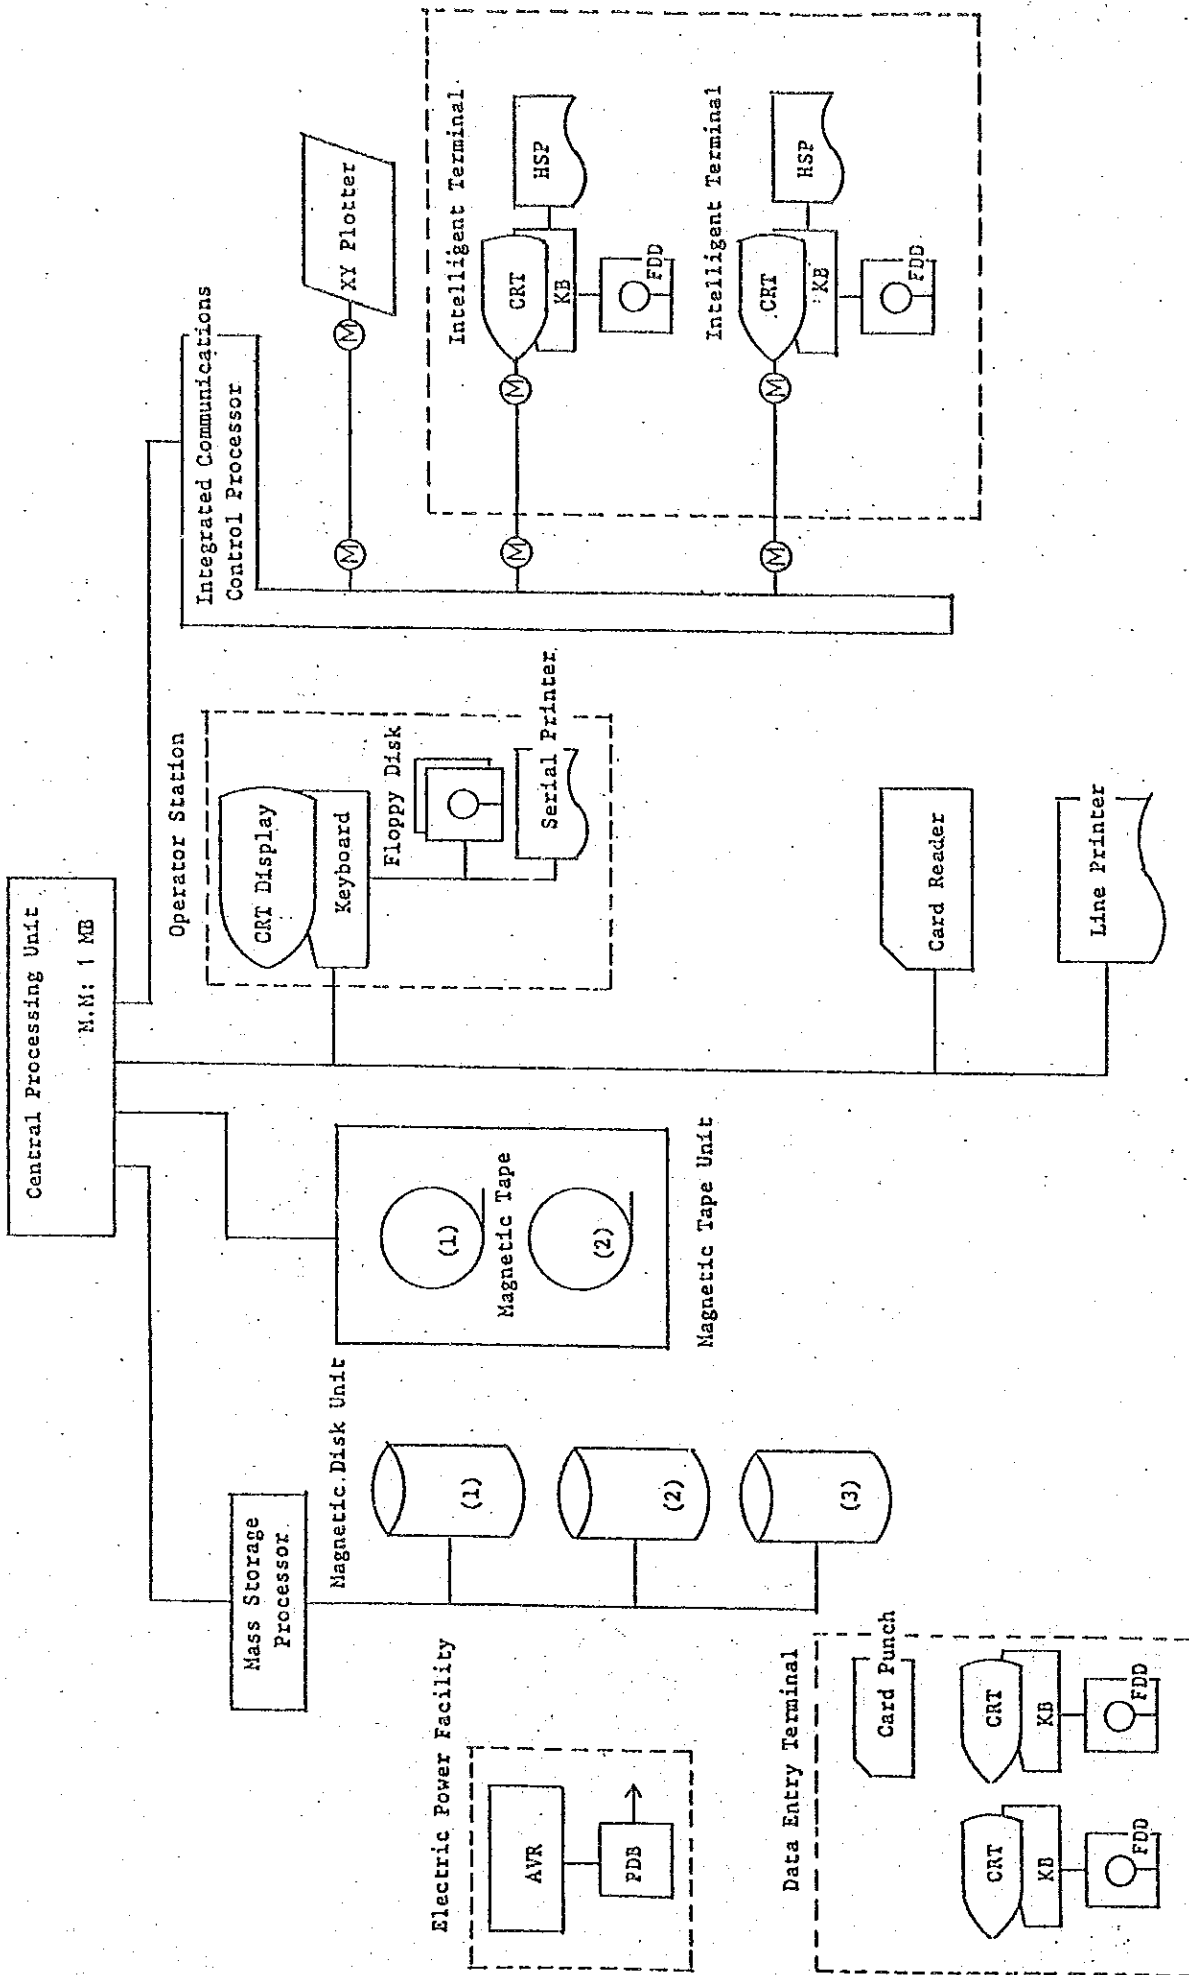 Central Processing Unit
M.M: 1 MB
Mass Storage
Processor
Magnetic Disk Unit
(1)
(2)
(3)
Magnetic Tape
(1)
(2)
Magnetic Tape Unit
Operator Station
CRT Display
Keyboard
Floppy Disk
Serial Printer
Card Reader
Line Printer
Integrated Communications
Control Processor
M
M
XY Plotter
Intelligent Terminal
M
M
CRT
KB
HSP
FDD
Intelligent Terminal
M
M
CRT
KB
HSP
FDD
Electric Power Facility
AVR
PDB
Data Entry Terminal
Card Punch
CRT
KB
FDD
CRT
KB
FDD